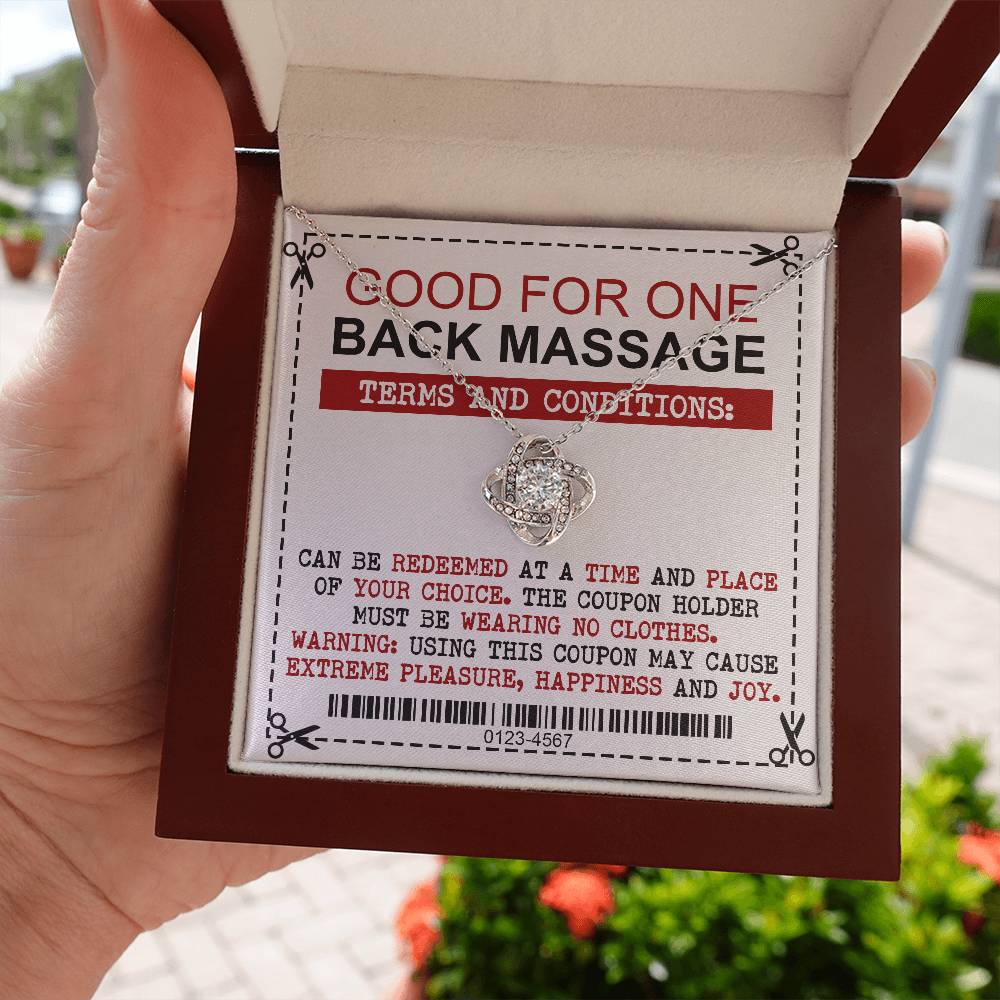 GOOD FOR ONE
BACK MASSAGE
TERMS AND CONDITIONS:
CAN BE REDEEMED AT A TIME AND PLACE
OF YOUR CHOICE. THE COUPON HOLDER
MUST BE WEARING NO CLOTHES.
WARNING: USING THIS COUPON MAY CAUSE
EXTREME PLEASURE, HAPPINESS AND JOY.
0123-4567